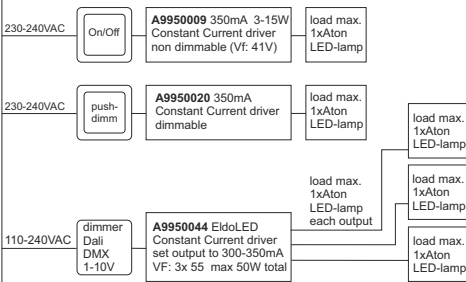 230-240VAC
On/Off
A9950009 350mA 3-15W
Constant Current driver
non dimmable (Vf: 41V)
load max.
1xAton
LED-lamp
230-240VAC
push-
dimm
A9950020 350mA
Constant Current driver
dimmable
load max.
1xAton
LED-lamp
110-240VAC
dimmer
Dali
DMX
1-10V
A9950044 EldoLED
Constant Current driver
set output to 300-350mA
VF: 3x 55 max 50W total
load max.
1xAton
LED-lamp
each output
load max.
1xAton
LED-lamp
load max.
1xAton
LED-lamp
load max.
1xAton
LED-lamp